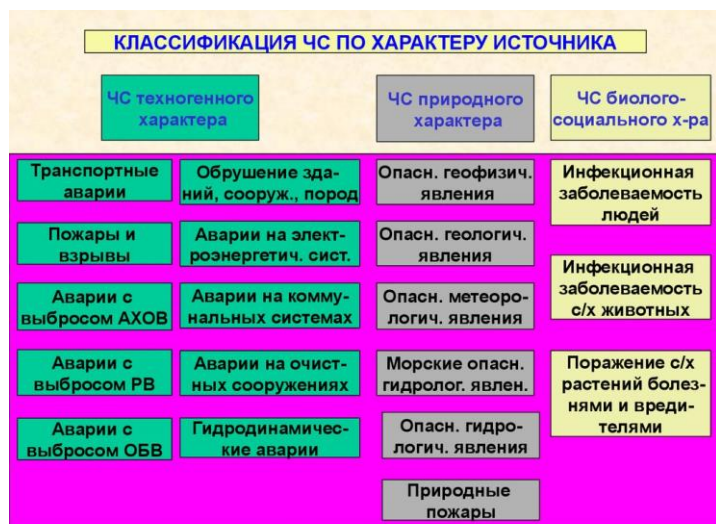 КЛАССИФИКАЦИЯ ЧС ПО ХАРАКТЕРУ ИСТОЧНИКА
ЧС техногенного
характера
ЧС природного
характера
ЧС биолого-
социального х-ра
Транспортные
аварии
Обрушение зда-
ний, сооруж., пород
Опасн. геофизич.
явления
Инфекционная
заболеваемость
людей
Пожары и
взрывы
Аварии на элект-
роэнергетич. сист.
Опасн. геологич.
явления
Инфекционная
заболеваемость
с/х животных
Аварии с
выбросом АХОВ
Аварии на комму-
нальных системах
Опасн. метеоро-
логич. явления
Аварии с
выбросом РВ
Аварии на очист-
ных сооружениях
Морские опасн.
гидролог. явлен.
Поражение с/х
растений болез-
нями и вреди-
телями
Аварии с
выбросом ОБВ
Гидродинамичес-
кие аварии
Опасн. гидро-
логич. явления
Природные
пожары